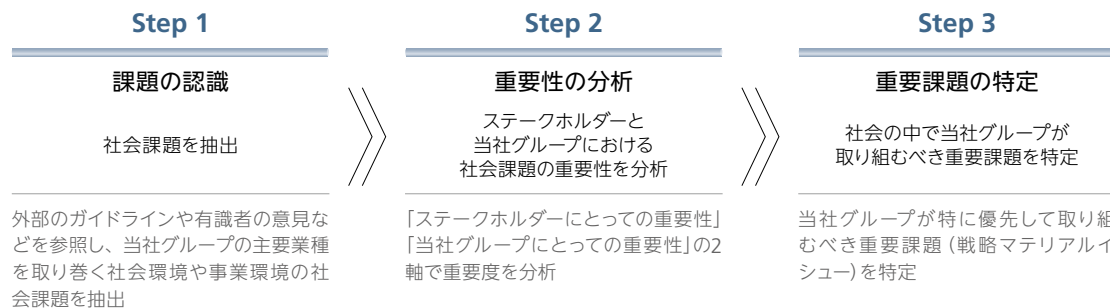 Step 1
課題の認識
社会課題を抽出
外部のガイドラインや有識者の意見な
どを参照し、当社グループの主要業種
を取り巻く社会環境や事業環境の社
会課題を抽出
Step 2
重要性の分析
ステークホルダーと
当社グループにおける
社会課題の重要性を分析
「ステークホルダーにとっての重要性」
「当社グループにとっての重要性」の2
軸で重要度を分析
Step 3
重要課題の特定
社会の中で当社グループが
取り組むべき重要課題を特定
当社グループが特に優先して取り組
むべき重要課題（戦略マテリアルイ
シュー）を特定